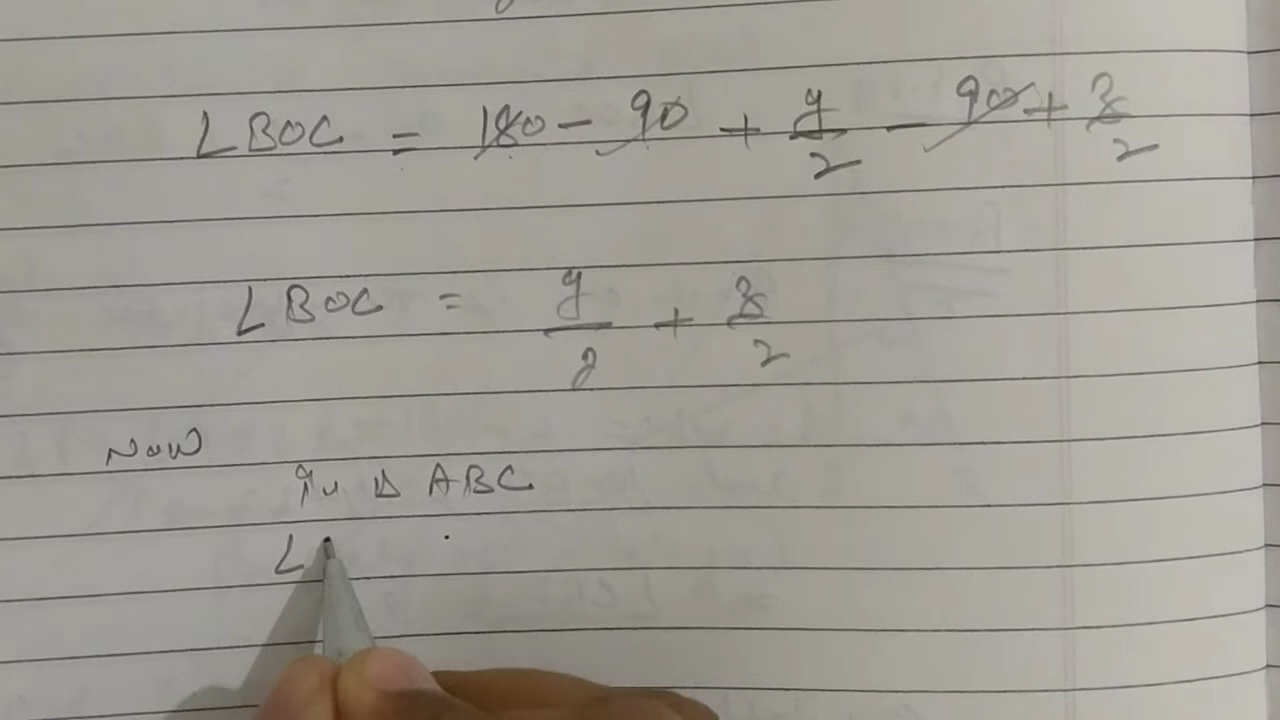 ∠BOC = 180 - 90 + y/2 - 90 + z/2
∠BOC = y/2 + z/2
Now
In Δ ABC
∠